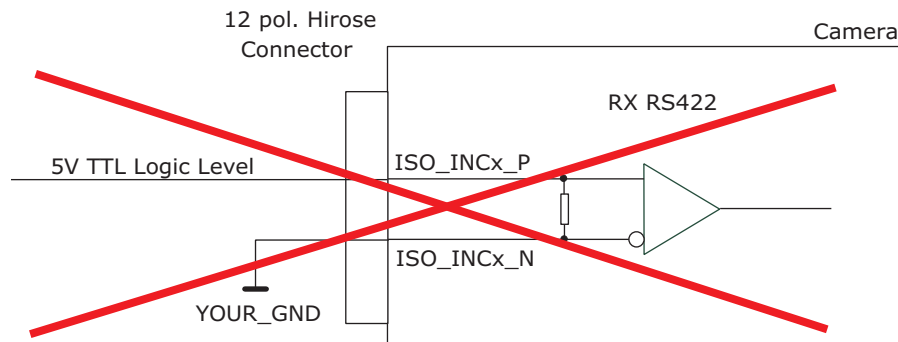 12 pol. Hirose
Connector
Camera
RX RS422
5V TTL Logic Level
ISO_INCx_P
ISO_INCx_N
YOUR_GND